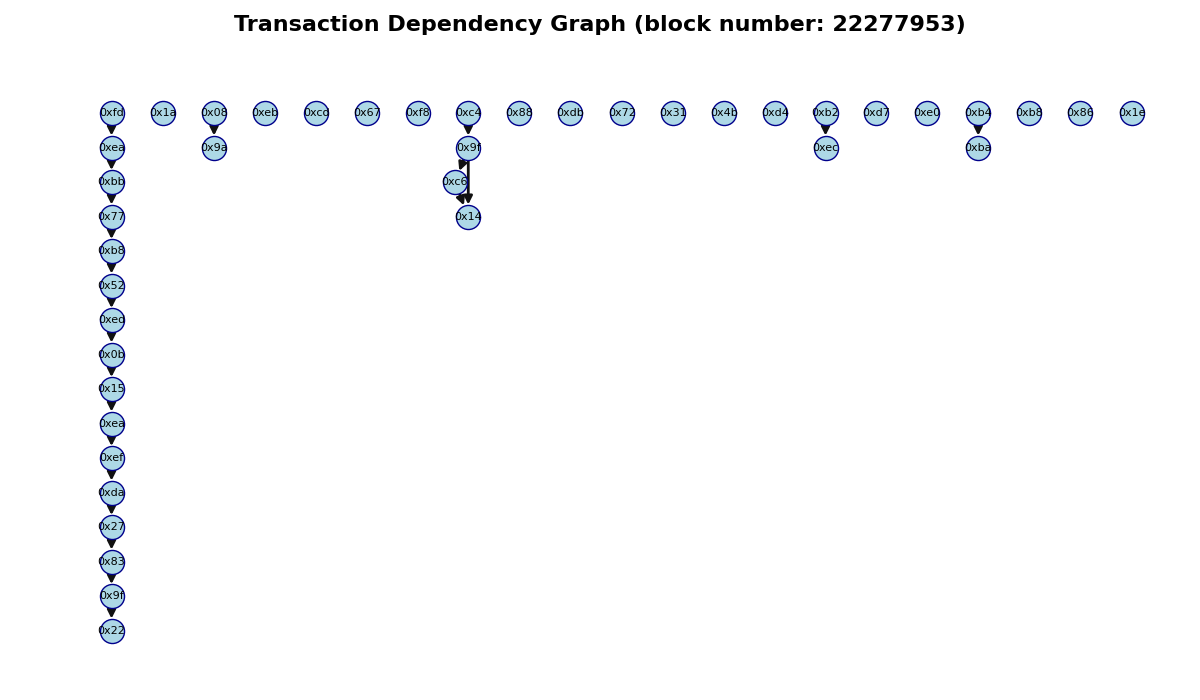 Transaction Dependency Graph (block number: 22277953)
0xfd 0x1a 0x08 0xeb 0xcd 0x67 0xf8 0xc4 0x88 0xdb 0x72 0x31 0x4b 0xd4 0xb2 0xd7 0xe0 0xb4 0xb8 0x86 0x1e
0xea 0x9a 0x9f 0xec 0xba
0xbb 0xc6
0x77 0x14
0xb8
0x52
0xed
0x0b
0x15
0xea
0xef
0xda
0x27
0x83
0x9f
0x22